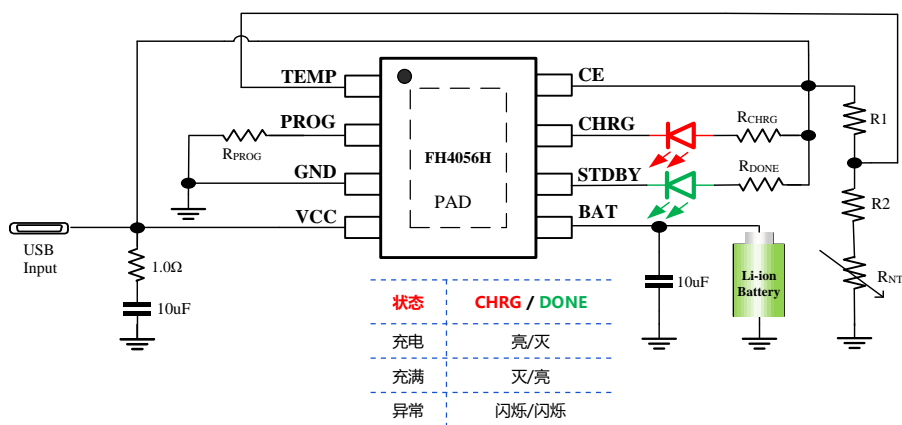 TEMP
CE
PROG
CHRG
RCHRG
R1
RPROG
FH4056H
GND
STDBY
RDONE
PAD
R2
VCC
BAT
USB
Input
1.0Ω
10uF
10uF
Li-ion
Battery
RNT
状态 CHRG / DONE
充电 亮/灭
充满 灭/亮
异常 闪烁/闪烁